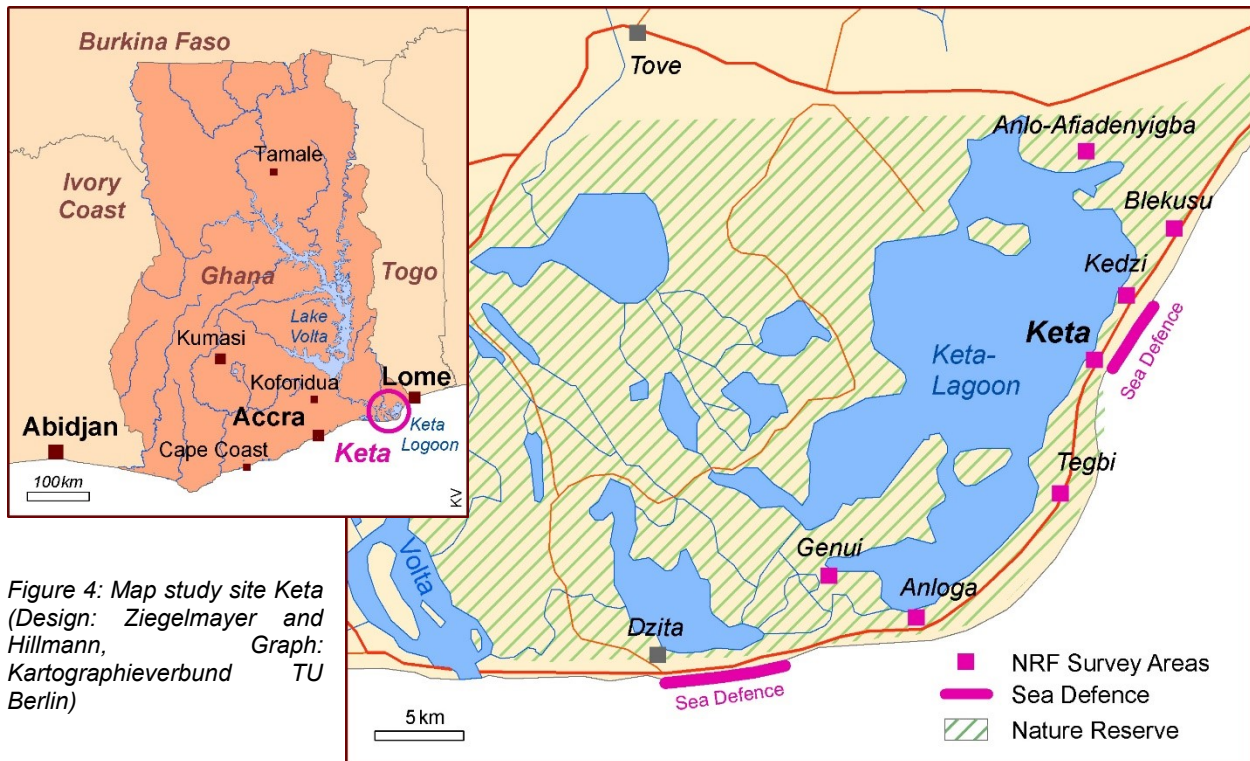 Burkina Faso
Tamale
Ivory
Coast
Ghana
Togo
Lake
Volta
Kumasi
Koforidua
Lome
Accra
Abidjan
Cape Coast
Keta
Keta
Logoon
100km
KV
Tove
Anlo-Afiadenyigba
Blekusu
Kedzi
Keta
Sea Defence
Keta-
Lagoon
Tegbi
Genui
Anloga
Volta
Dzita
Sea Defence
5 km
NRF Survey Areas
Sea Defence
Nature Reserve
Figure 4: Map study site Keta
(Design: Ziegelmayer and
Hillmann, Graph:
Kartographieverbund TU
Berlin)